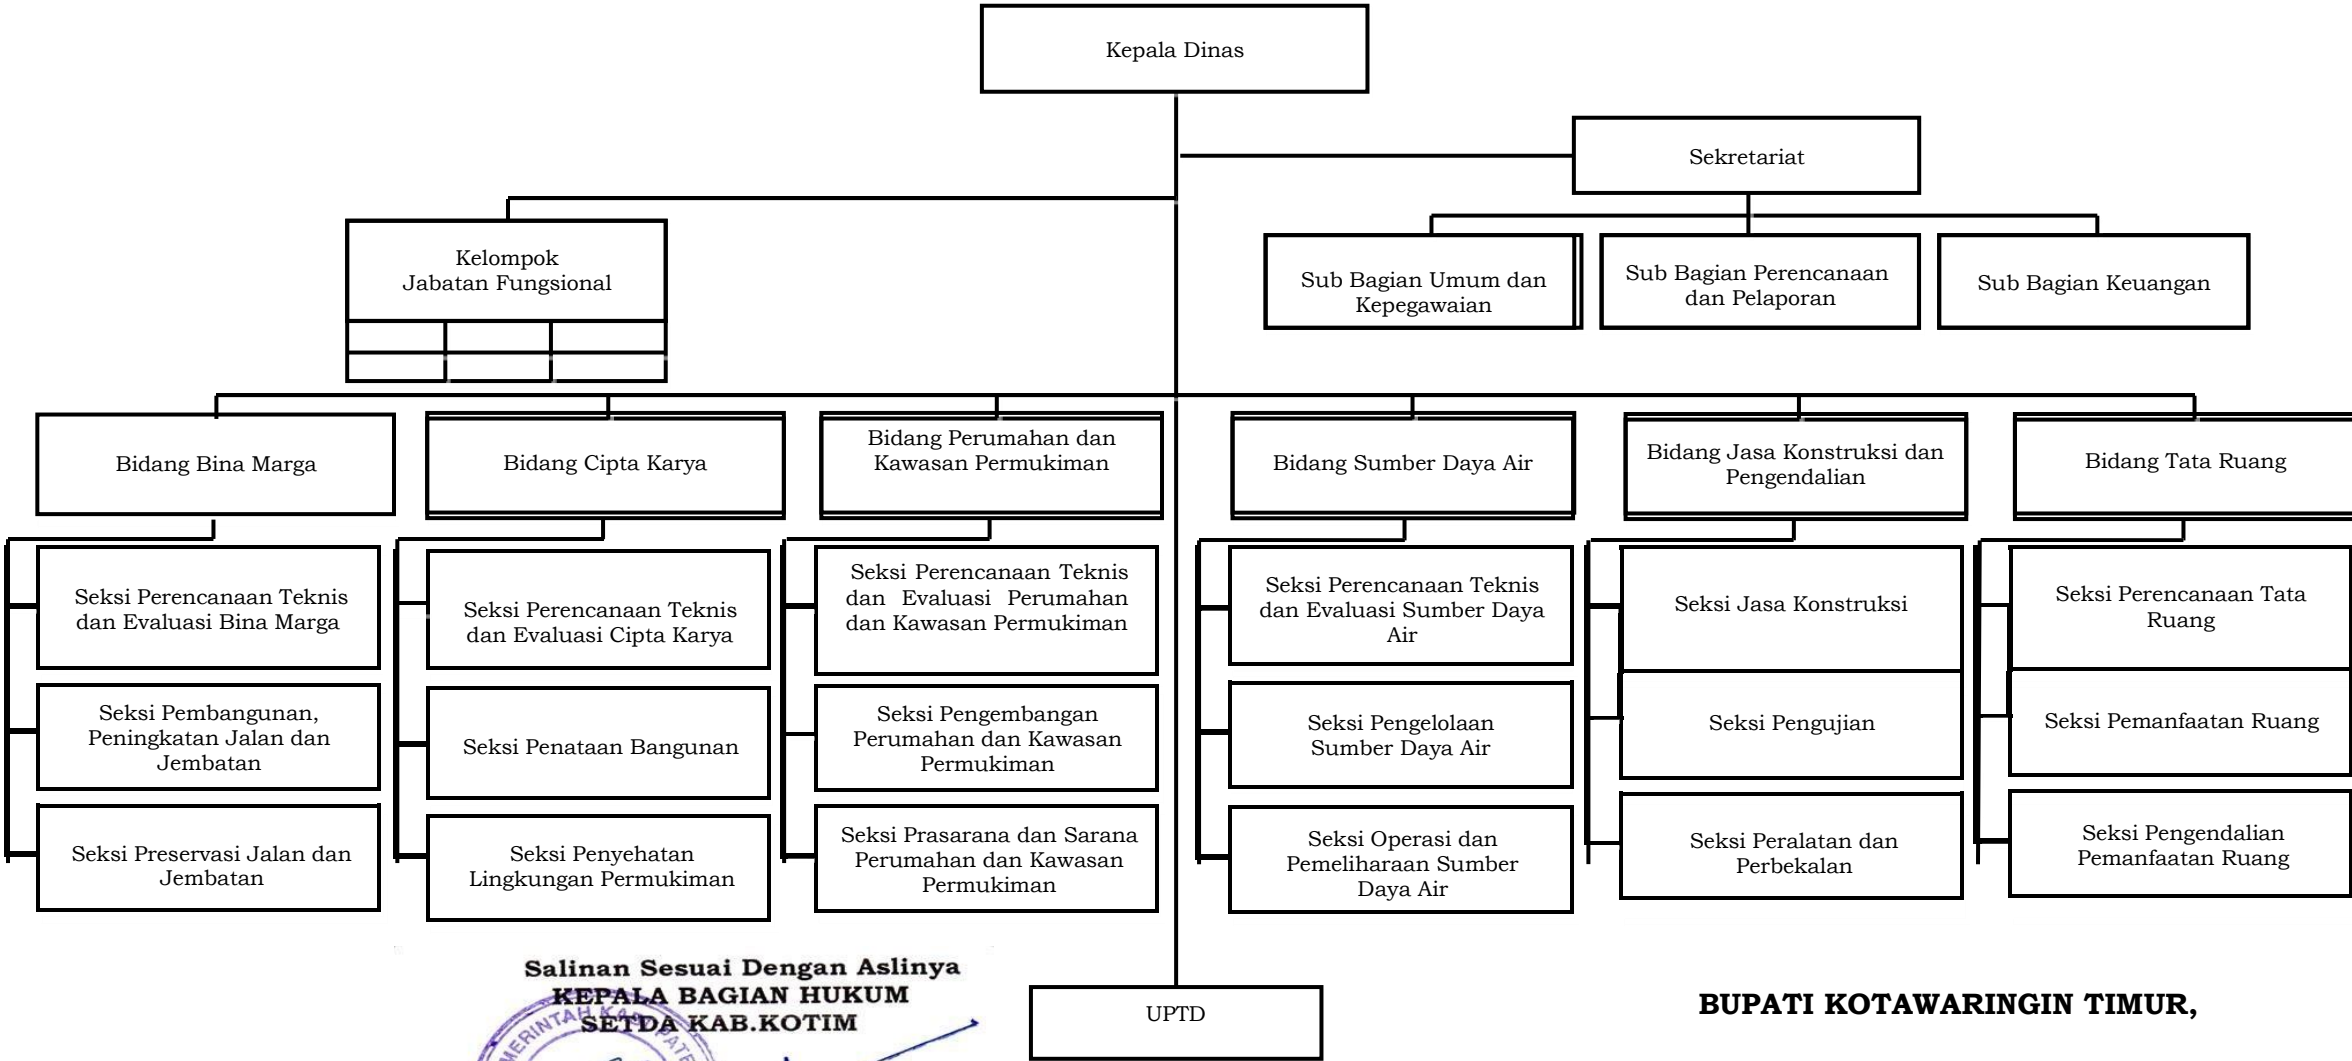 Kepala Dinas
Sekretariat
Kelompok
Jabatan Fungsional
Sub Bagian Umum dan
Kepegawaian
Sub Bagian Perencanaan
dan Pelaporan
Sub Bagian Keuangan
Bidang Bina Marga
Bidang Cipta Karya
Bidang Perumahan dan
Kawasan Permukiman
Bidang Sumber Daya Air
Bidang Jasa Konstruksi dan
Pengendalian
Bidang Tata Ruang
Seksi Perencanaan Teknis
dan Evaluasi Bina Marga
Seksi Pembangunan,
Peningkatan Jalan dan
Jembatan
Seksi Preservasi Jalan dan
Jembatan
Seksi Perencanaan Teknis
dan Evaluasi Cipta Karya
Seksi Penataan Bangunan
Seksi Penyehatan
Lingkungan Permukiman
Seksi Perencanaan Teknis
dan Evaluasi Perumahan
dan Kawasan Permukiman
Seksi Pengembangan
Perumahan dan Kawasan
Permukiman
Seksi Prasarana dan Sarana
Perumahan dan Kawasan
Permukiman
Seksi Perencanaan Teknis
dan Evaluasi Sumber Daya
Air
Seksi Pengelolaan
Sumber Daya Air
Seksi Operasi dan
Pemeliharaan Sumber
Daya Air
Seksi Jasa Konstruksi
Seksi Pengujian
Seksi Peralatan dan
Perbekalan
Seksi Perencanaan Tata
Ruang
Seksi Pemanfaatan Ruang
Seksi Pengendalian
Pemanfaatan Ruang
Salinan Sesuai Dengan Aslinya
KEPALA BAGIAN HUKUM
SETDA KAB.KOTIM
UPTD
BUPATI KOTAWARINGIN TIMUR,